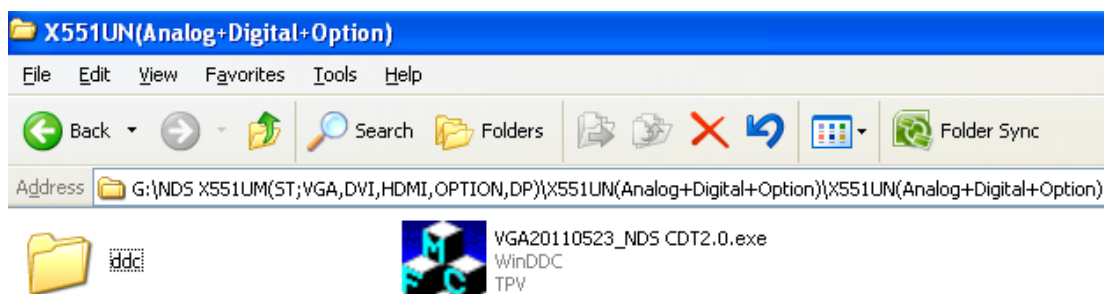 X551UN(Analog+Digital+Option)
File Edit View Favorites Tools Help
Back Search Folders Folder Sync
Address G:\NDS X551UM(ST;VGA,DVI,HDMI,OPTION,DP)\X551UN(Analog+Digital+Option)\X551UN(Analog+Digital+Option)
ddc
VGA20110523_NDS CDT2.0.exe
WinDDC
TPV
M
F C